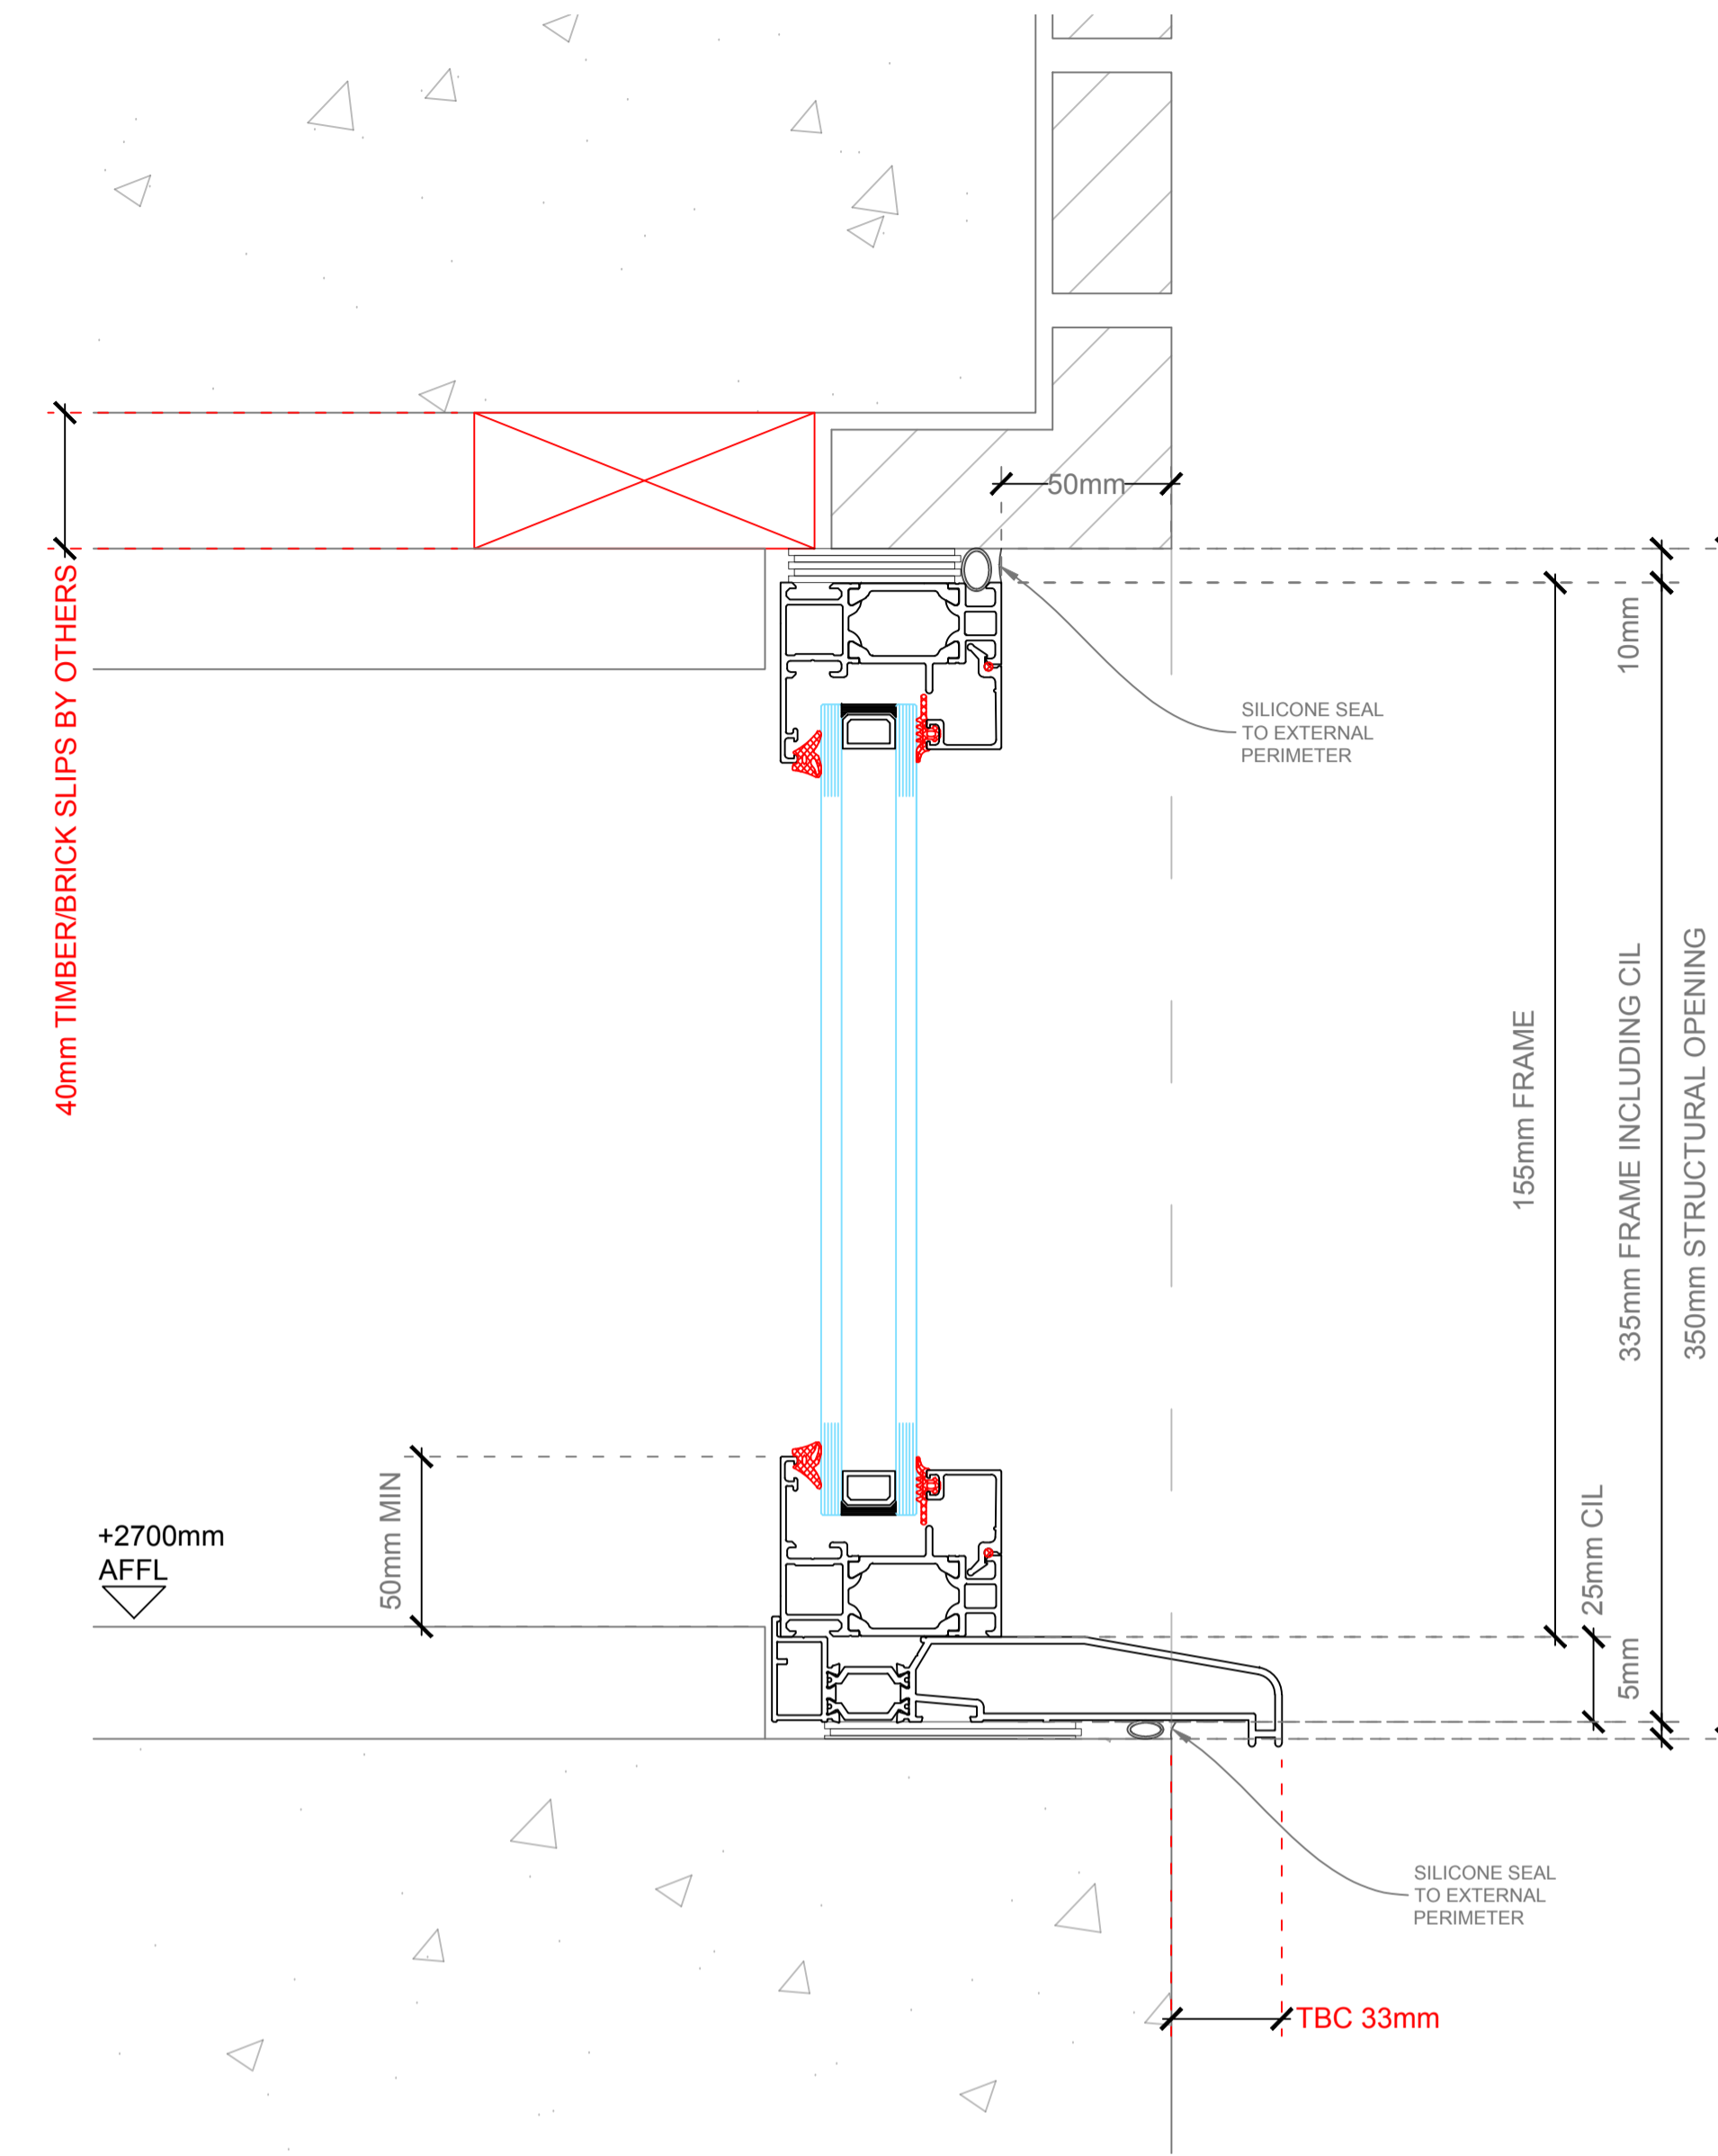 50mm
40mm TIMBER/BRICK SLIPS BY OTHERS
10mm
SILICONE SEAL
TO EXTERNAL
PERIMETER
155mm FRAME
335mm FRAME INCLUDING CIL
350mm STRUCTURAL OPENING
50mm MIN
+2700mm
AFFL
25mm CIL
5mm
SILICONE SEAL
TO EXTERNAL
PERIMETER
TBC 33mm